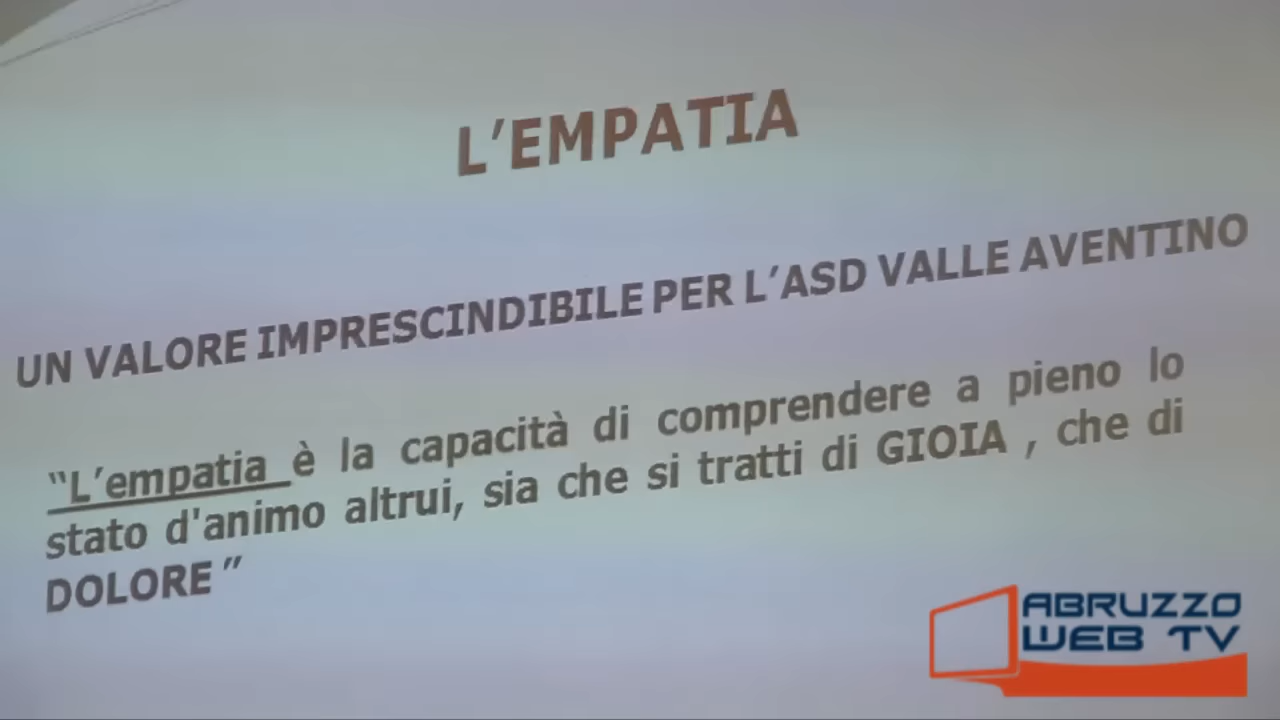 L'EMPATIA
UN VALORE IMPRESCINDIBILE PER L'ASD VALLE AVENTINO
“L'empatia è la capacità di comprendere a pieno lo
stato d'animo altrui, sia che si tratti di GIOIA , che di
DOLORE ”
ABRUZZO
WEB TV